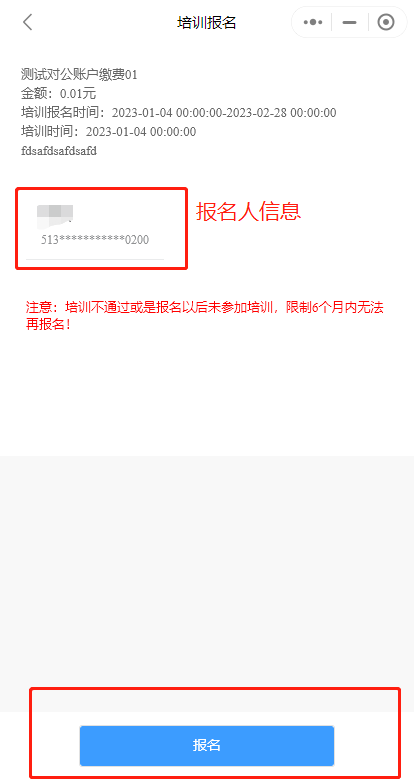 培训报名
测试对公账户缴费01
金额：0.01元
培训报名时间：2023-01-04 00:00:00-2023-02-28 00:00:00
培训时间：2023-01-04 00:00:00
fdsafdsafdsafd
报名人信息
513***********0200
注意：培训不通过或是报名以后未参加培训，限制6个月内无法
再报名！
报名